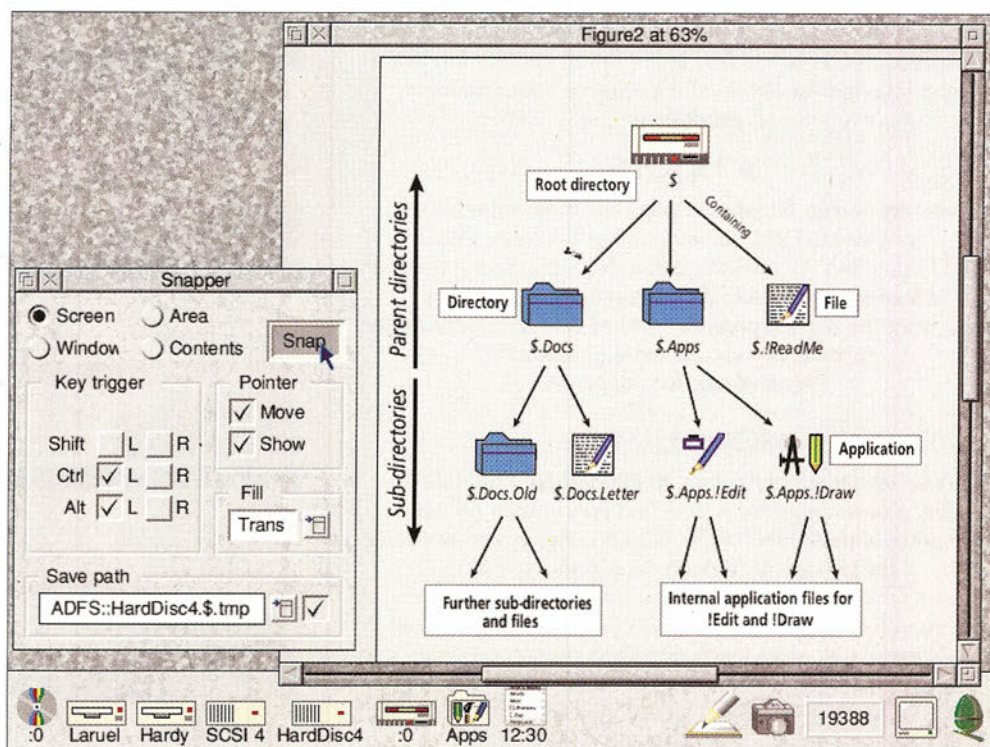 Figure2 at 63%
$
Root directory
Containing
Parent directories
Directory
File
$.Docs
$.Apps
$.!ReadMe
Sub-directories
Application
$.Docs.Old
$.Docs.Letter
$.Apps.!Edit
$.Apps.!Draw
Further sub-directories
and files
Internal application files for
!Edit and !Draw
Snapper
Screen
Area
Window
Contents
Snap
Key trigger
Shift L R
Ctrl L R
Alt L R
Pointer
Move
Show
Fill
Trans
Save path
ADFS::HardDisc4.$.tmp
:0
Laruel
Hardy
SCSI 4
HardDisc4
:0
Apps
12:30
19388